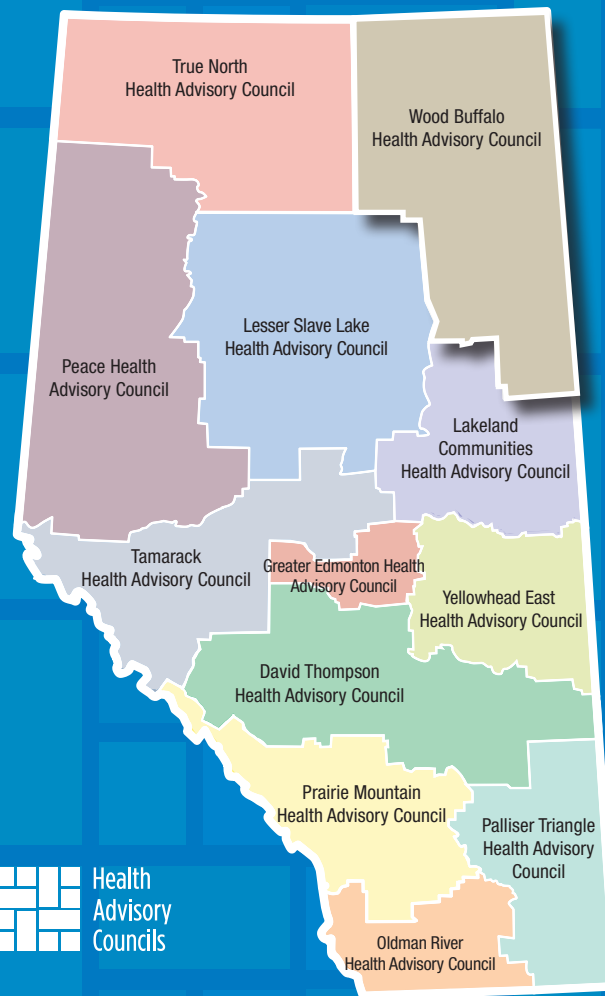 True North
Health Advisory Council
Wood Buffalo
Health Advisory Council
Lesser Slave Lake
Health Advisory Council
Peace Health
Advisory Council
Lakeland
Communities
Health Advisory Council
Tamarack
Health Advisory Council
Greater Edmonton Health
Advisory Council
Yellowhead East
Health Advisory Council
David Thompson
Health Advisory Council
Prairie Mountain
Health Advisory Council
Palliser Triangle
Health Advisory
Council
Oldman River
Health Advisory Council
Health
Advisory
Councils